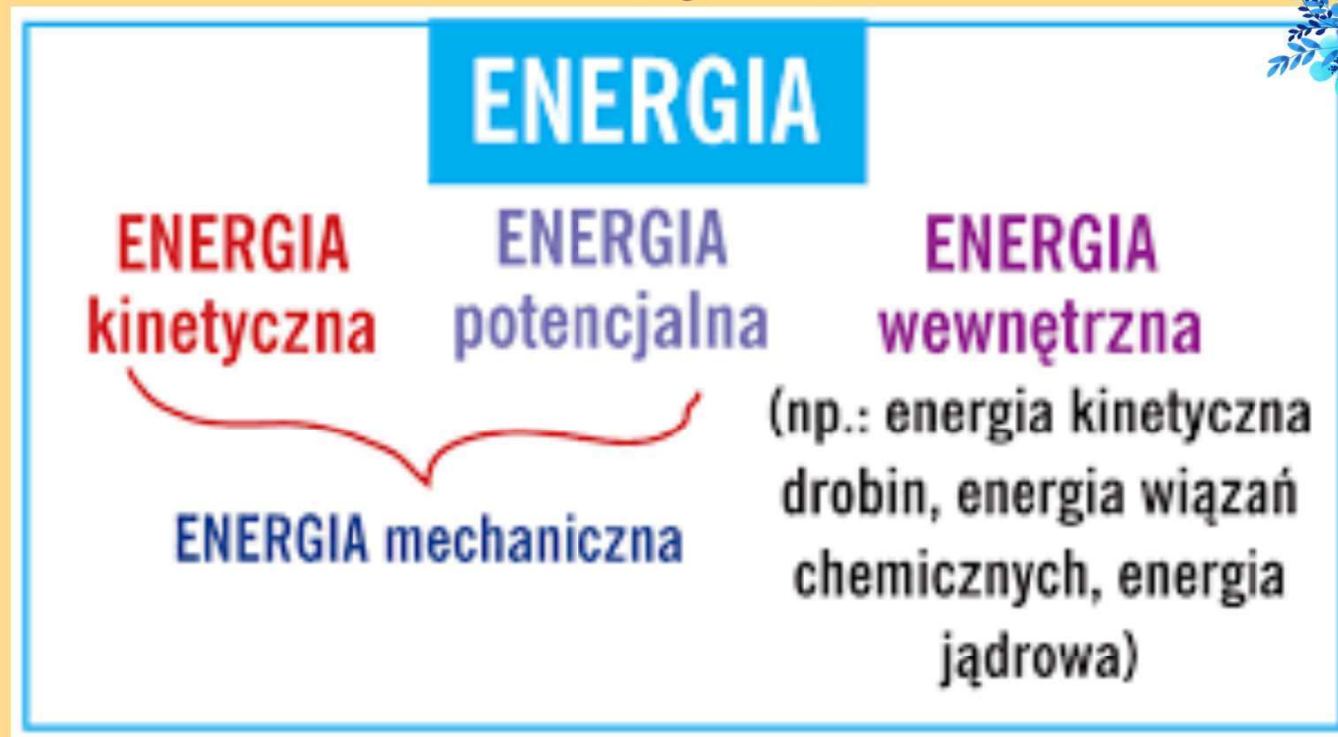 ENERGIA
ENERGIA
kinetyczna
ENERGIA
potencjalna
ENERGIA mechaniczna
ENERGIA
wewnętrzna
(np.: energia kinetyczna
drobin, energia wiązań
chemicznych, energia
jądrowa)